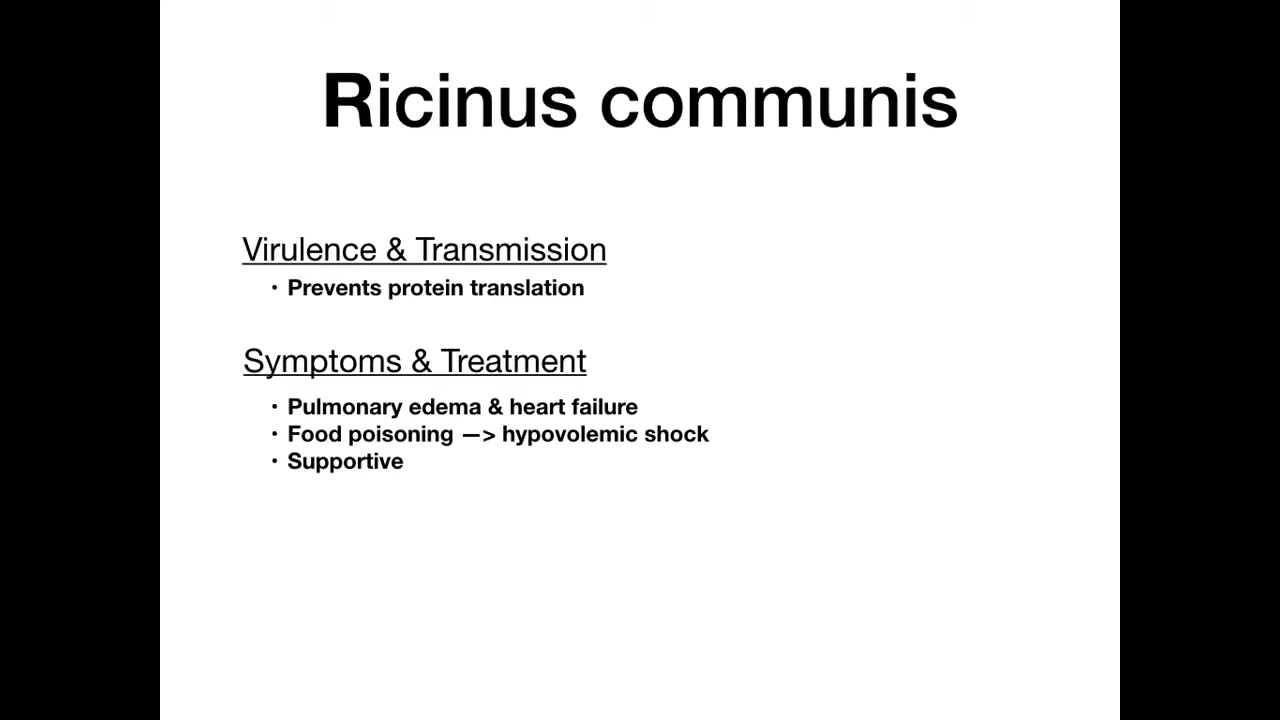 Ricinus communis
Virulence & Transmission
• Prevents protein translation
Symptoms & Treatment
• Pulmonary edema & heart failure
• Food poisoning —> hypovolemic shock
• Supportive